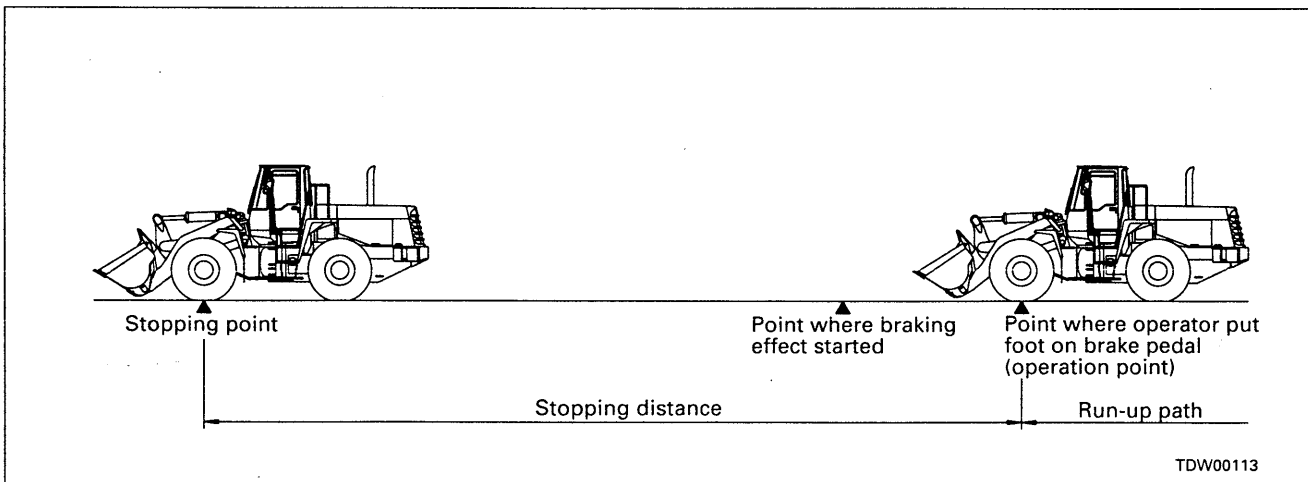 Stopping point
Point where braking
effect started
Point where operator put
foot on brake pedal
(operation point)
Stopping distance
Run-up path
TDW00113